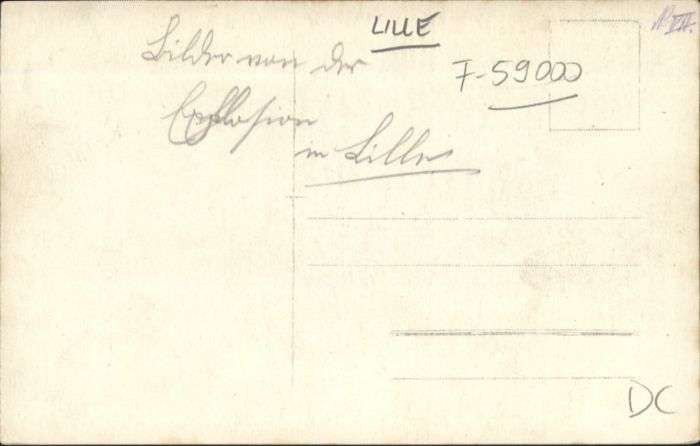 LILLE
Bilder von der
F-59000
Explosion
in Lille
DC